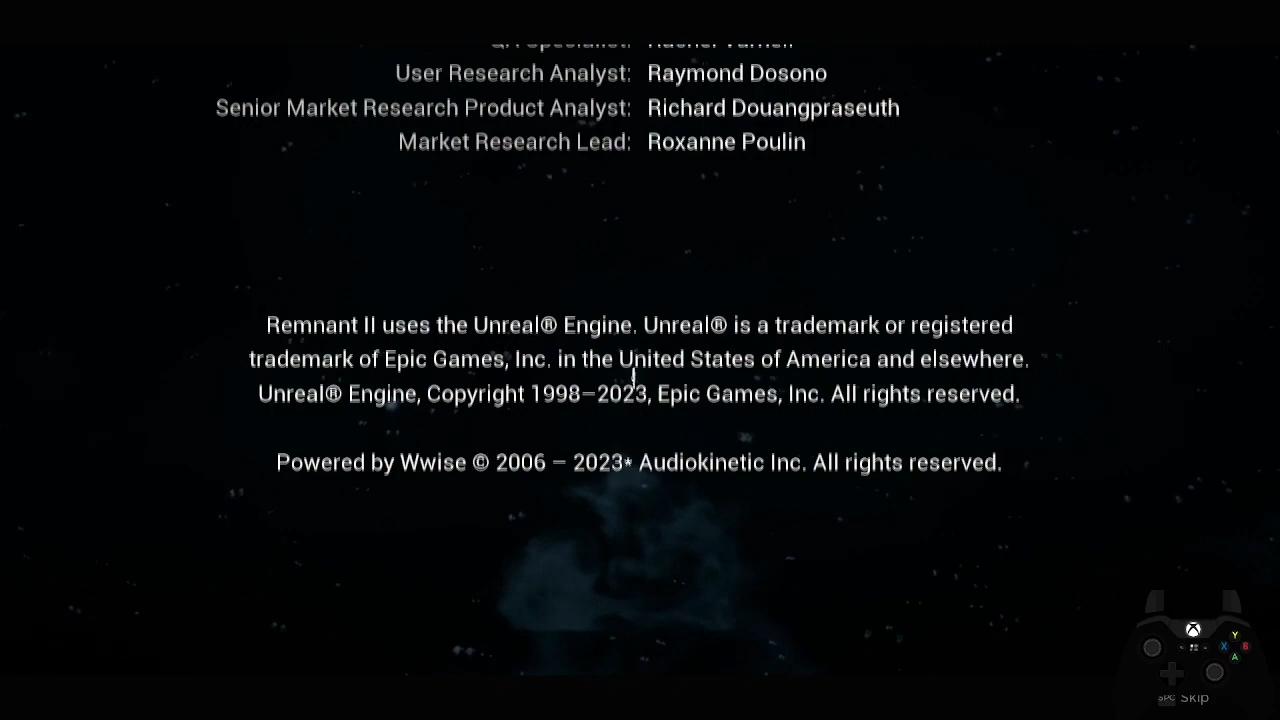 User Research Analyst: Raymond Dosono
Senior Market Research Product Analyst: Richard Douangpraseuth
Market Research Lead: Roxanne Poulin
Remnant II uses the Unreal® Engine. Unreal® is a trademark or registered
trademark of Epic Games, Inc. in the United States of America and elsewhere.
Unreal® Engine, Copyright 1998–2023, Epic Games, Inc. All rights reserved.
Powered by Wwise © 2006 – 2023* Audiokinetic Inc. All rights reserved.
Y
X B
A
SPC Skip